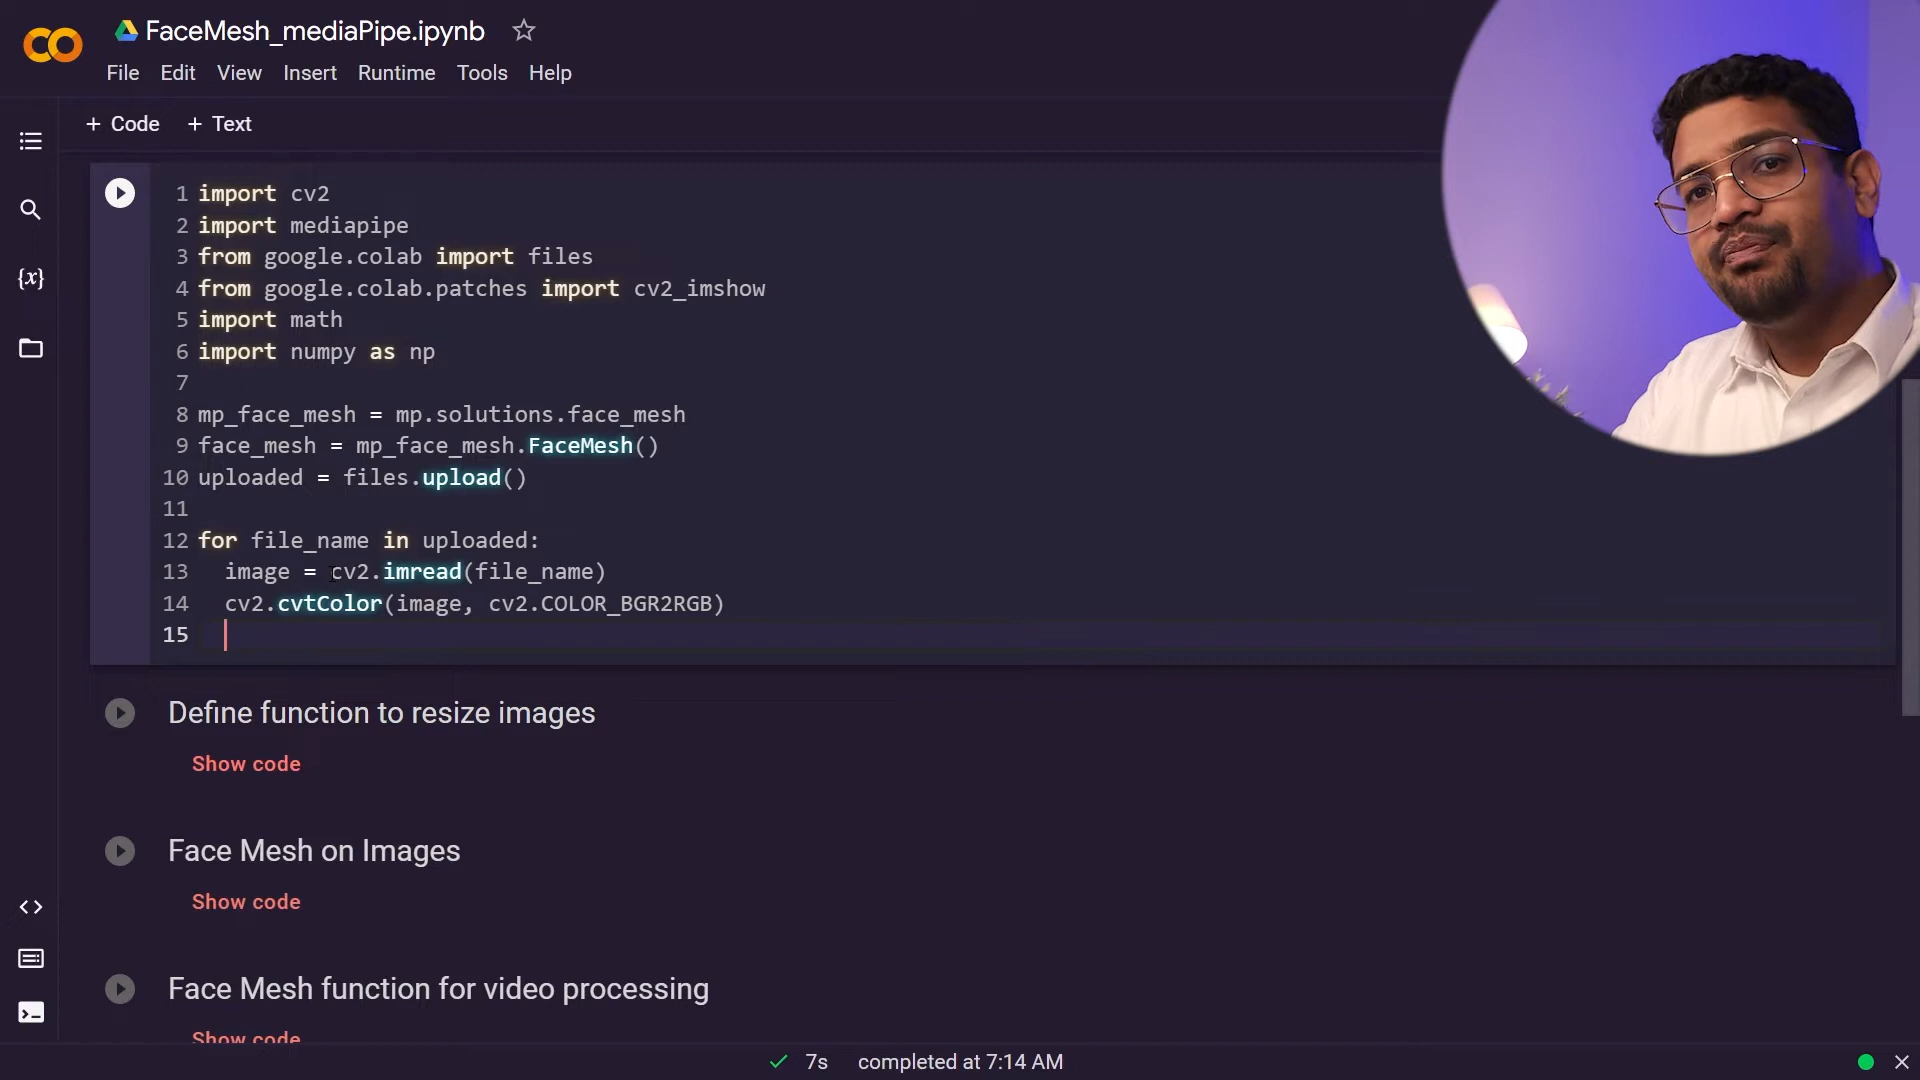 FaceMesh_mediaPipe.ipynb
File Edit View Insert Runtime Tools Help
+ Code + Text
1 import cv2
2 import mediapipe
3 from google.colab import files
4 from google.colab.patches import cv2_imshow
5 import math
6 import numpy as np
7
8 mp_face_mesh = mp.solutions.face_mesh
9 face_mesh = mp_face_mesh.FaceMesh()
10 uploaded = files.upload()
11
12 for file_name in uploaded:
13   image = cv2.imread(file_name)
14   cv2.cvtColor(image, cv2.COLOR_BGR2RGB)
15
{x}
Define function to resize images
Show code
Face Mesh on Images
Show code
Face Mesh function for video processing
Show code
7s completed at 7:14 AM